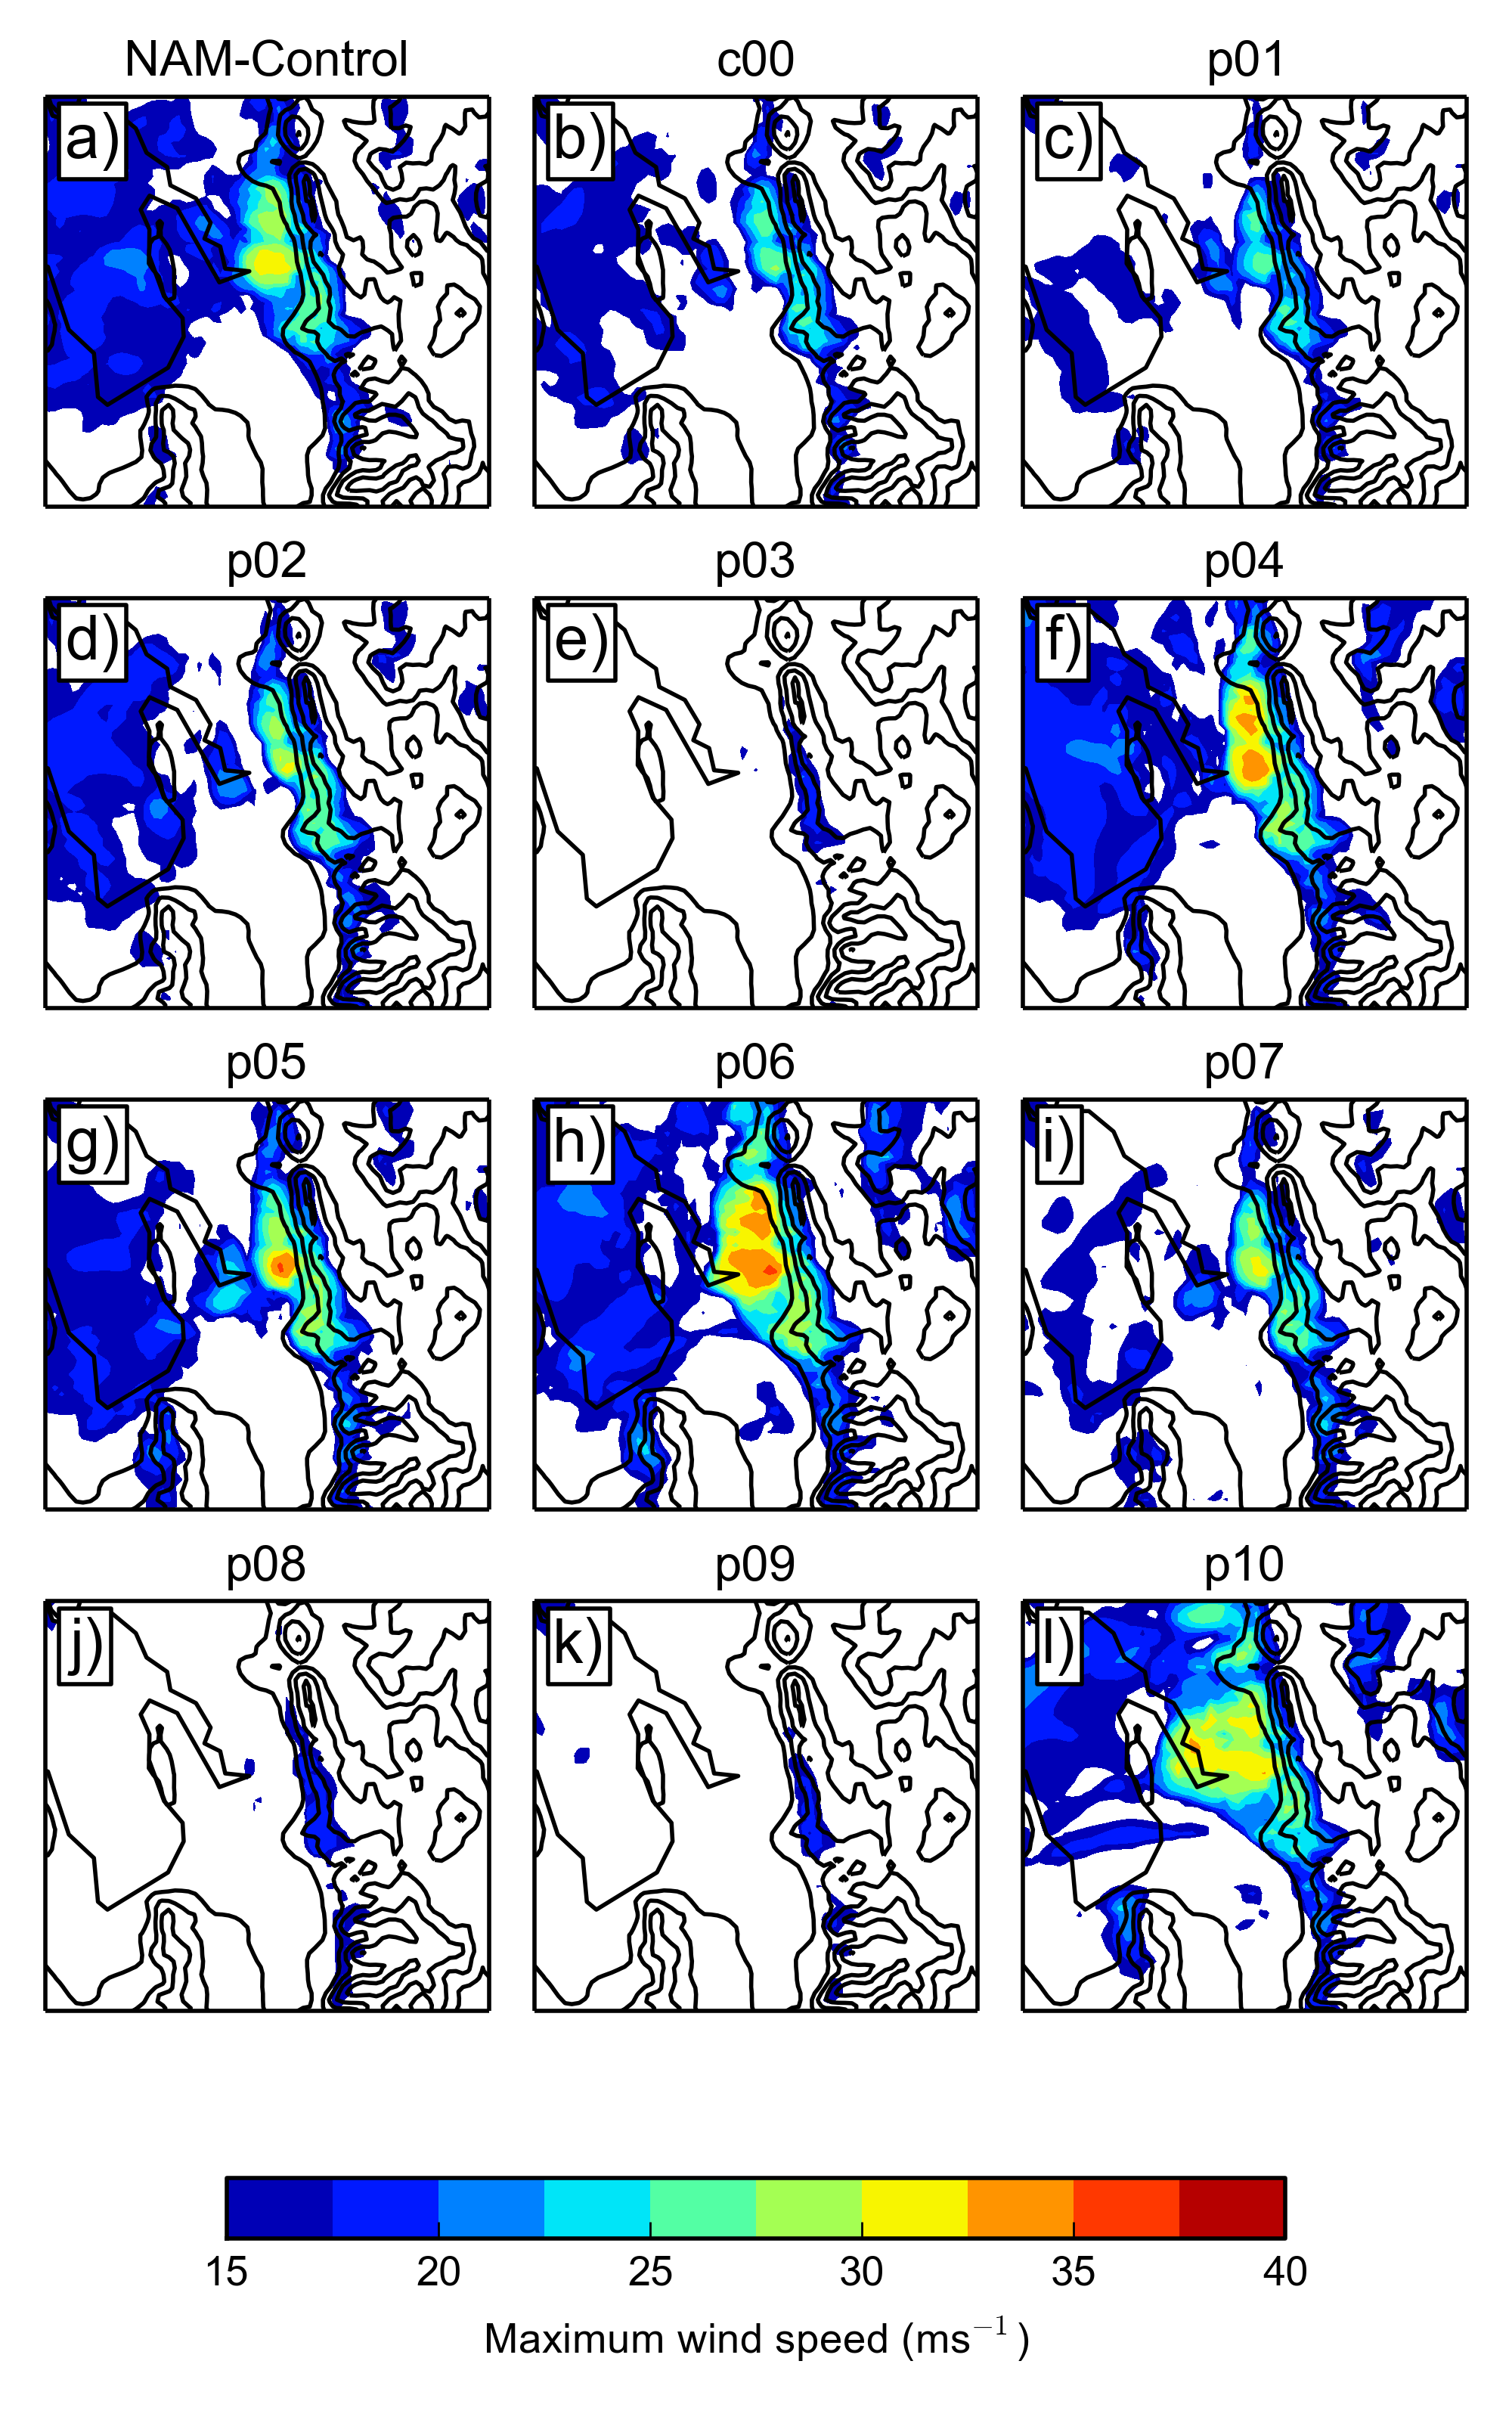 NAM-Control c00 p01
a) b) c)
p02 p03 p04
d) e) f)
p05 p06 p07
g) h) i)
p08 p09 p10
j) k) l)
15 20 25 30 35 40
Maximum wind speed (ms⁻¹)